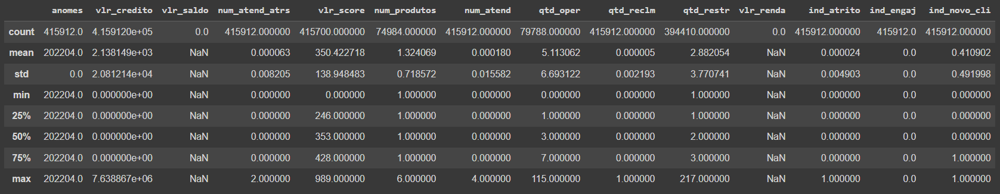 anomes vlr_credito vlr_saldo num_atend_atrs vlr_score num_produtos num_atend qtd_oper qtd_reclm qtd_restr vlr_renda ind_atrito ind_engaj ind_novo_cli
count 415912.0 4.159120e+05 0.0 415912.000000 415700.000000 74984.000000 415912.000000 79788.000000 415912.000000 394410.000000 0.0 415912.000000 415912.0 415912.000000
mean 202204.0 2.138149e+03 NaN 0.000063 350.422718 1.324069 0.000180 5.113062 0.000005 2.882054 NaN 0.000024 0.0 0.410902
std 0.0 2.081214e+04 NaN 0.008205 138.948483 0.718572 0.015582 6.693122 0.002193 3.770741 NaN 0.004903 0.0 0.491998
min 202204.0 0.000000e+00 NaN 0.000000 0.000000 1.000000 0.000000 0.000000 0.000000 1.000000 NaN 0.000000 0.0 0.000000
25% 202204.0 0.000000e+00 NaN 0.000000 246.000000 1.000000 0.000000 1.000000 0.000000 1.000000 NaN 0.000000 0.0 0.000000
50% 202204.0 0.000000e+00 NaN 0.000000 353.000000 1.000000 0.000000 3.000000 0.000000 2.000000 NaN 0.000000 0.0 0.000000
75% 202204.0 0.000000e+00 NaN 0.000000 428.000000 1.000000 0.000000 7.000000 0.000000 3.000000 NaN 0.000000 0.0 1.000000
max 202204.0 7.638867e+06 NaN 2.000000 989.000000 6.000000 4.000000 115.000000 1.000000 217.000000 NaN 1.000000 0.0 1.000000